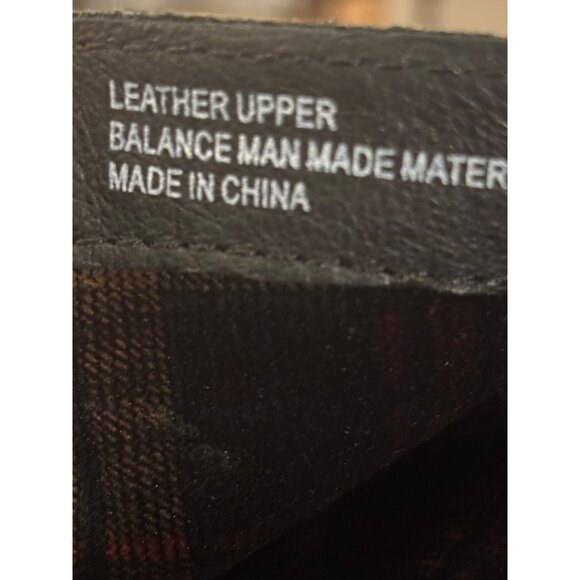 LEATHER UPPER
BALANCE MAN MADE MATER
MADE IN CHINA